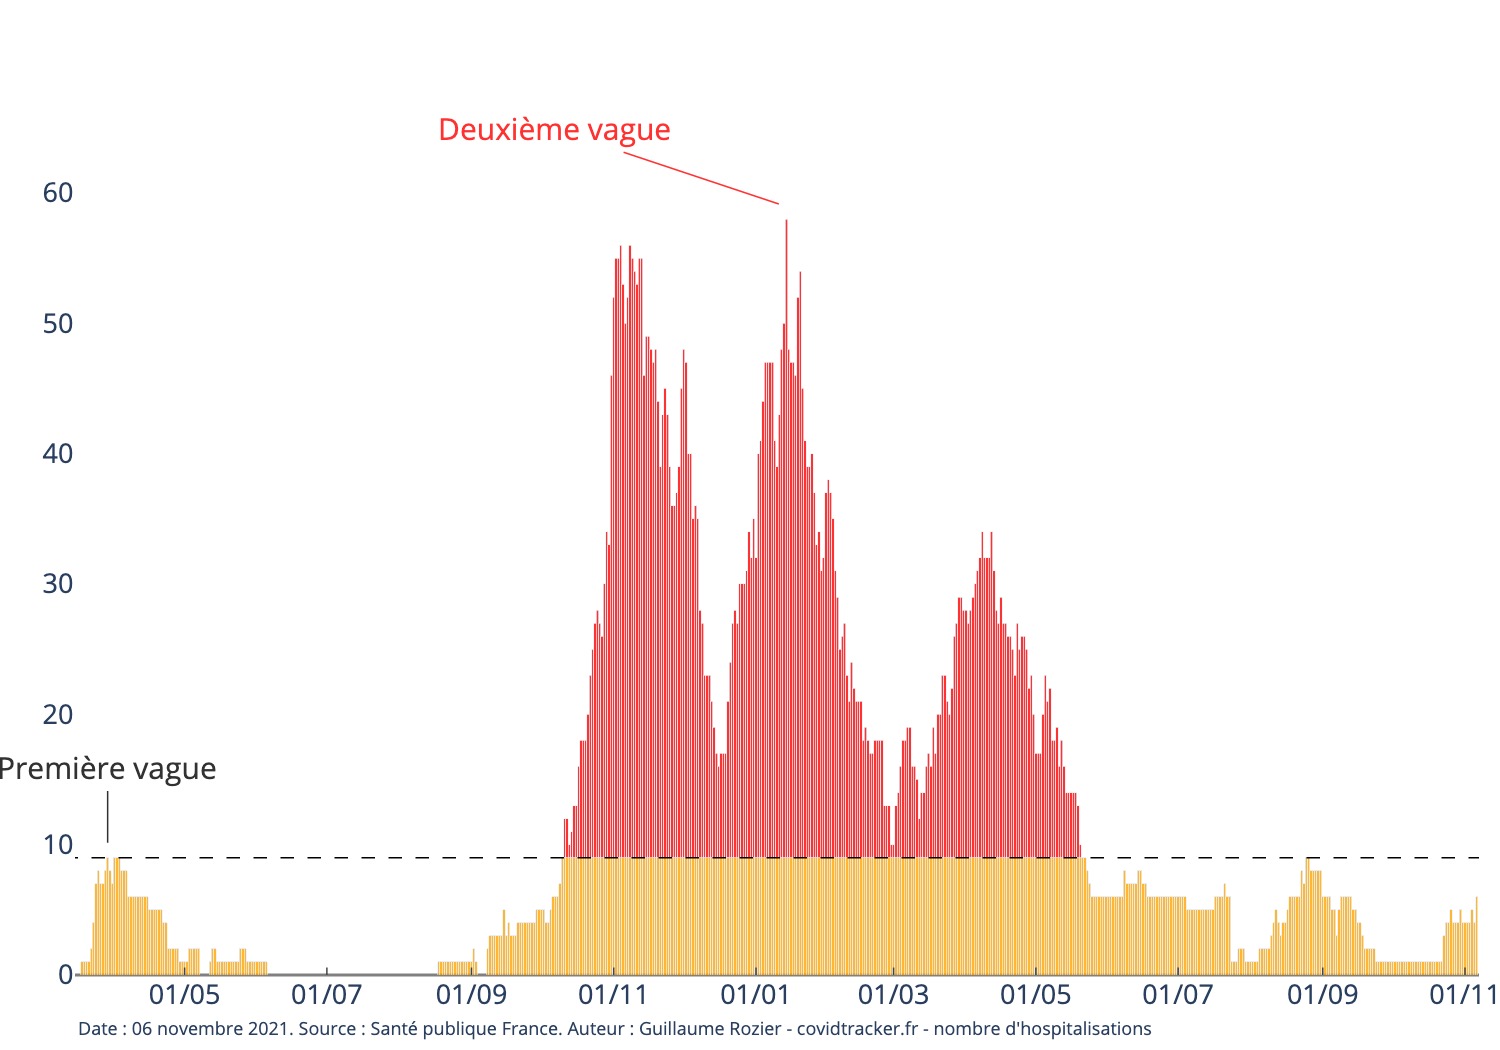 Deuxième vague
60
50
40
30
20
Première vague
10
0
01/05 01/07 01/09 01/11 01/01 01/03 01/05 01/07 01/09 01/11
Date : 06 novembre 2021. Source : Santé publique France. Auteur : Guillaume Rozier - covidtracker.fr - nombre d'hospitalisations